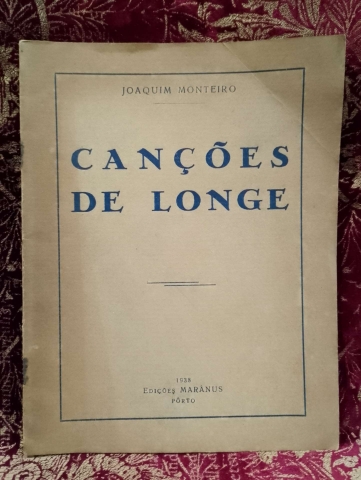 JOAQUIM MONTEIRO
CANÇÕES
DE LONGE
1938
EDIÇÕES MARÂNUS
PÔRTO